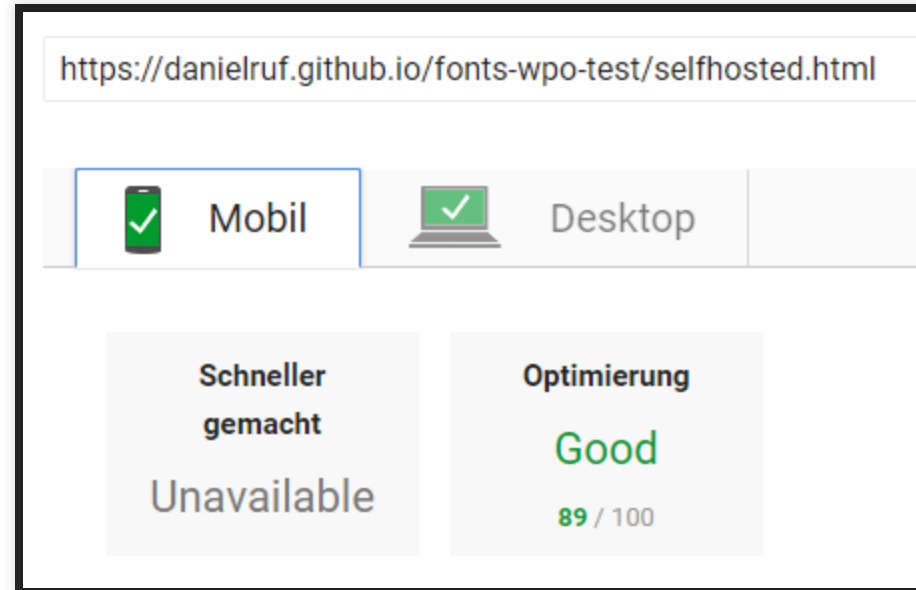 https://danielruf.github.io/fonts-wpo-test/selfhosted.html
Mobil
Desktop
Schneller
gemacht
Unavailable
Optimierung
Good
89 / 100